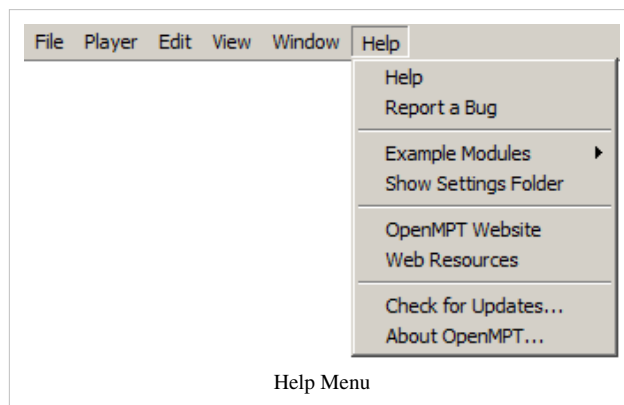 File Player Edit View Window Help
Help
Report a Bug
Example Modules
Show Settings Folder
OpenMPT Website
Web Resources
Check for Updates...
About OpenMPT...
Help Menu